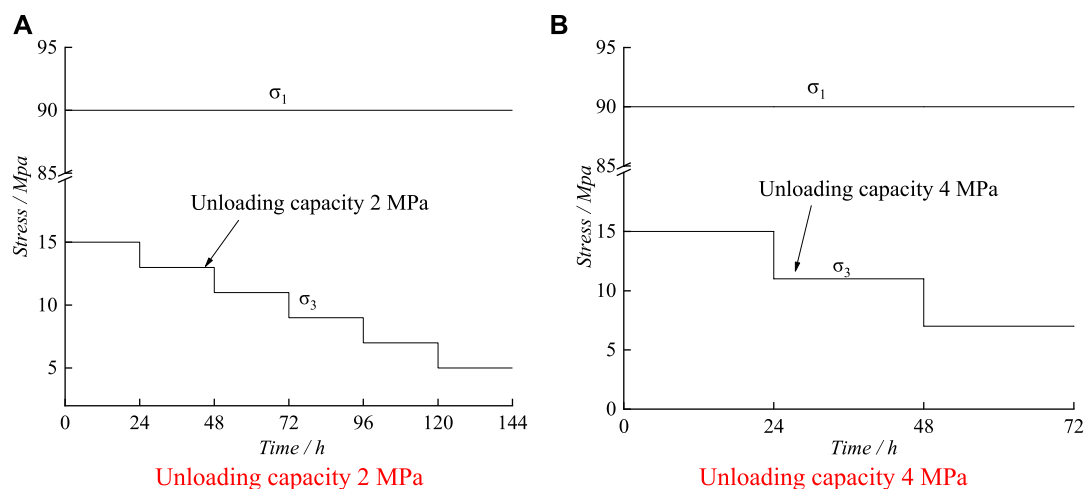 A
95
90
85
15
10
5
Stress / Mpa
σ1
Unloading capacity 2 MPa
σ3
0 24 48 72 96 120 144
Time / h
Unloading capacity 2 MPa
B
95
90
85
20
15
10
5
0
Stress / Mpa
σ1
Unloading capacity 4 MPa
σ3
0 24 48 72
Time / h
Unloading capacity 4 MPa